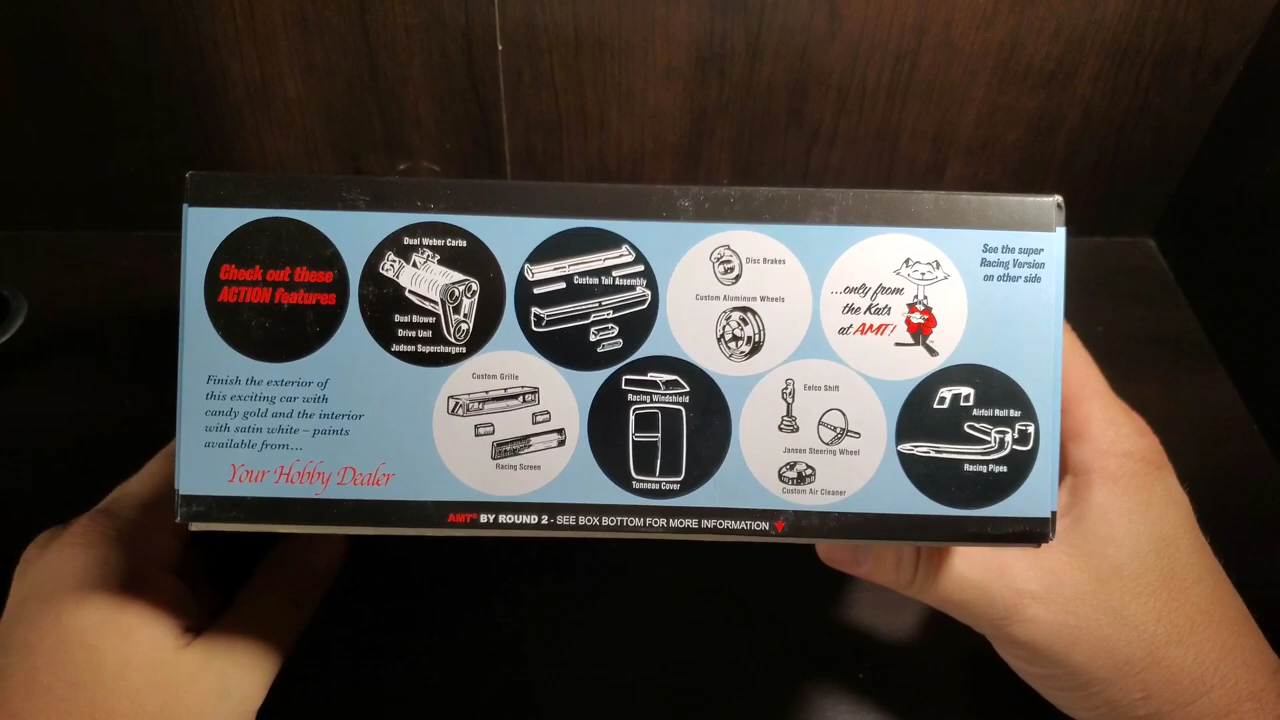 Check out these
ACTION features
Dual Weber Carbs
Dual Blower
Drive Unit
Judson Superchargers
Custom Tail Assembly
Disc Brakes
Custom Aluminum Wheels
...only from
the Kats
at AMT!
See the super
Racing Version
on other side
Finish the exterior of
this exciting car with
candy gold and the interior
with satin white – paints
available from...
Your Hobby Dealer
Custom Grille
Racing Screen
Racing Windshield
Tonneau Cover
Eelco Shift
Jansen Steering Wheel
Custom Air Cleaner
Airfoil Roll Bar
Racing Pipes
AMT® BY ROUND 2 - SEE BOX BOTTOM FOR MORE INFORMATION